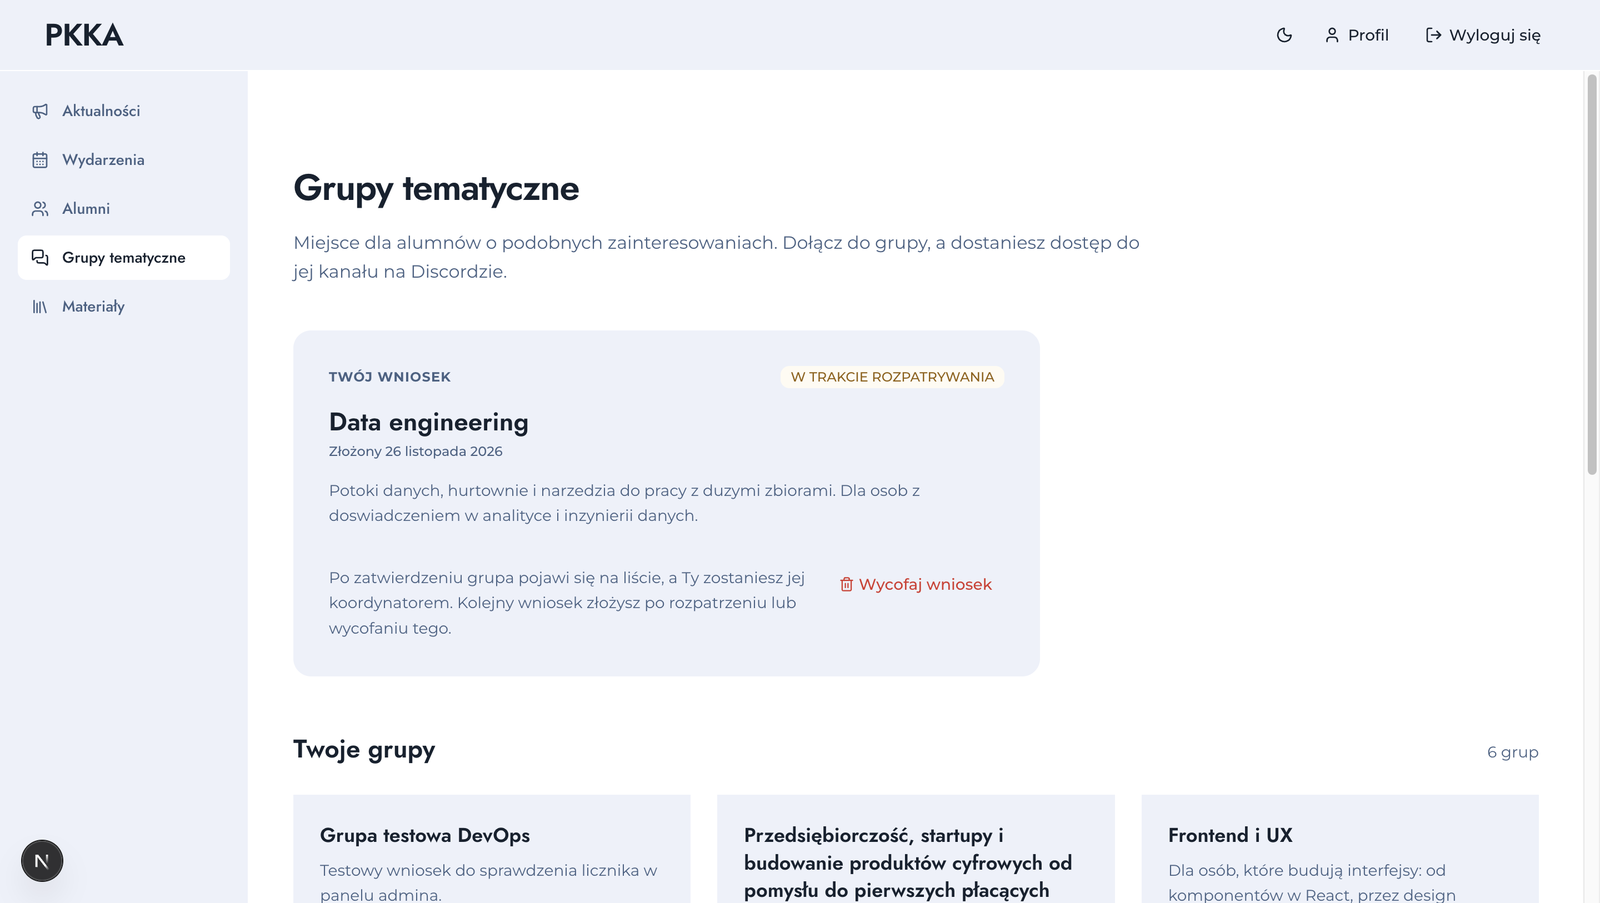 PKKA
Profil
Wyloguj się
Aktualności
Wydarzenia
Alumni
Grupy tematyczne
Materiały
Grupy tematyczne
Miejsce dla alumnów o podobnych zainteresowaniach. Dołącz do grupy, a dostaniesz dostęp do
jej kanału na Discordzie.
TWÓJ WNIOSEK
W TRAKCIE ROZPATRYWANIA
Data engineering
Złożony 26 listopada 2026
Potoki danych, hurtownie i narzedzia do pracy z duzymi zbiorami. Dla osob z
doswiadczeniem w analityce i inzynierii danych.
Po zatwierdzeniu grupa pojawi się na liście, a Ty zostaniesz jej
koordynatorem. Kolejny wniosek złożysz po rozpatrzeniu lub
wycofaniu tego.
Wycofaj wniosek
Twoje grupy
6 grup
Grupa testowa DevOps
Testowy wniosek do sprawdzenia licznika w
panelu admina.
Przedsiębiorczość, startupy i
budowanie produktów cyfrowych od
pomysłu do pierwszych płacących
Frontend i UX
Dla osób, które budują interfejsy: od
komponentów w React, przez design
N